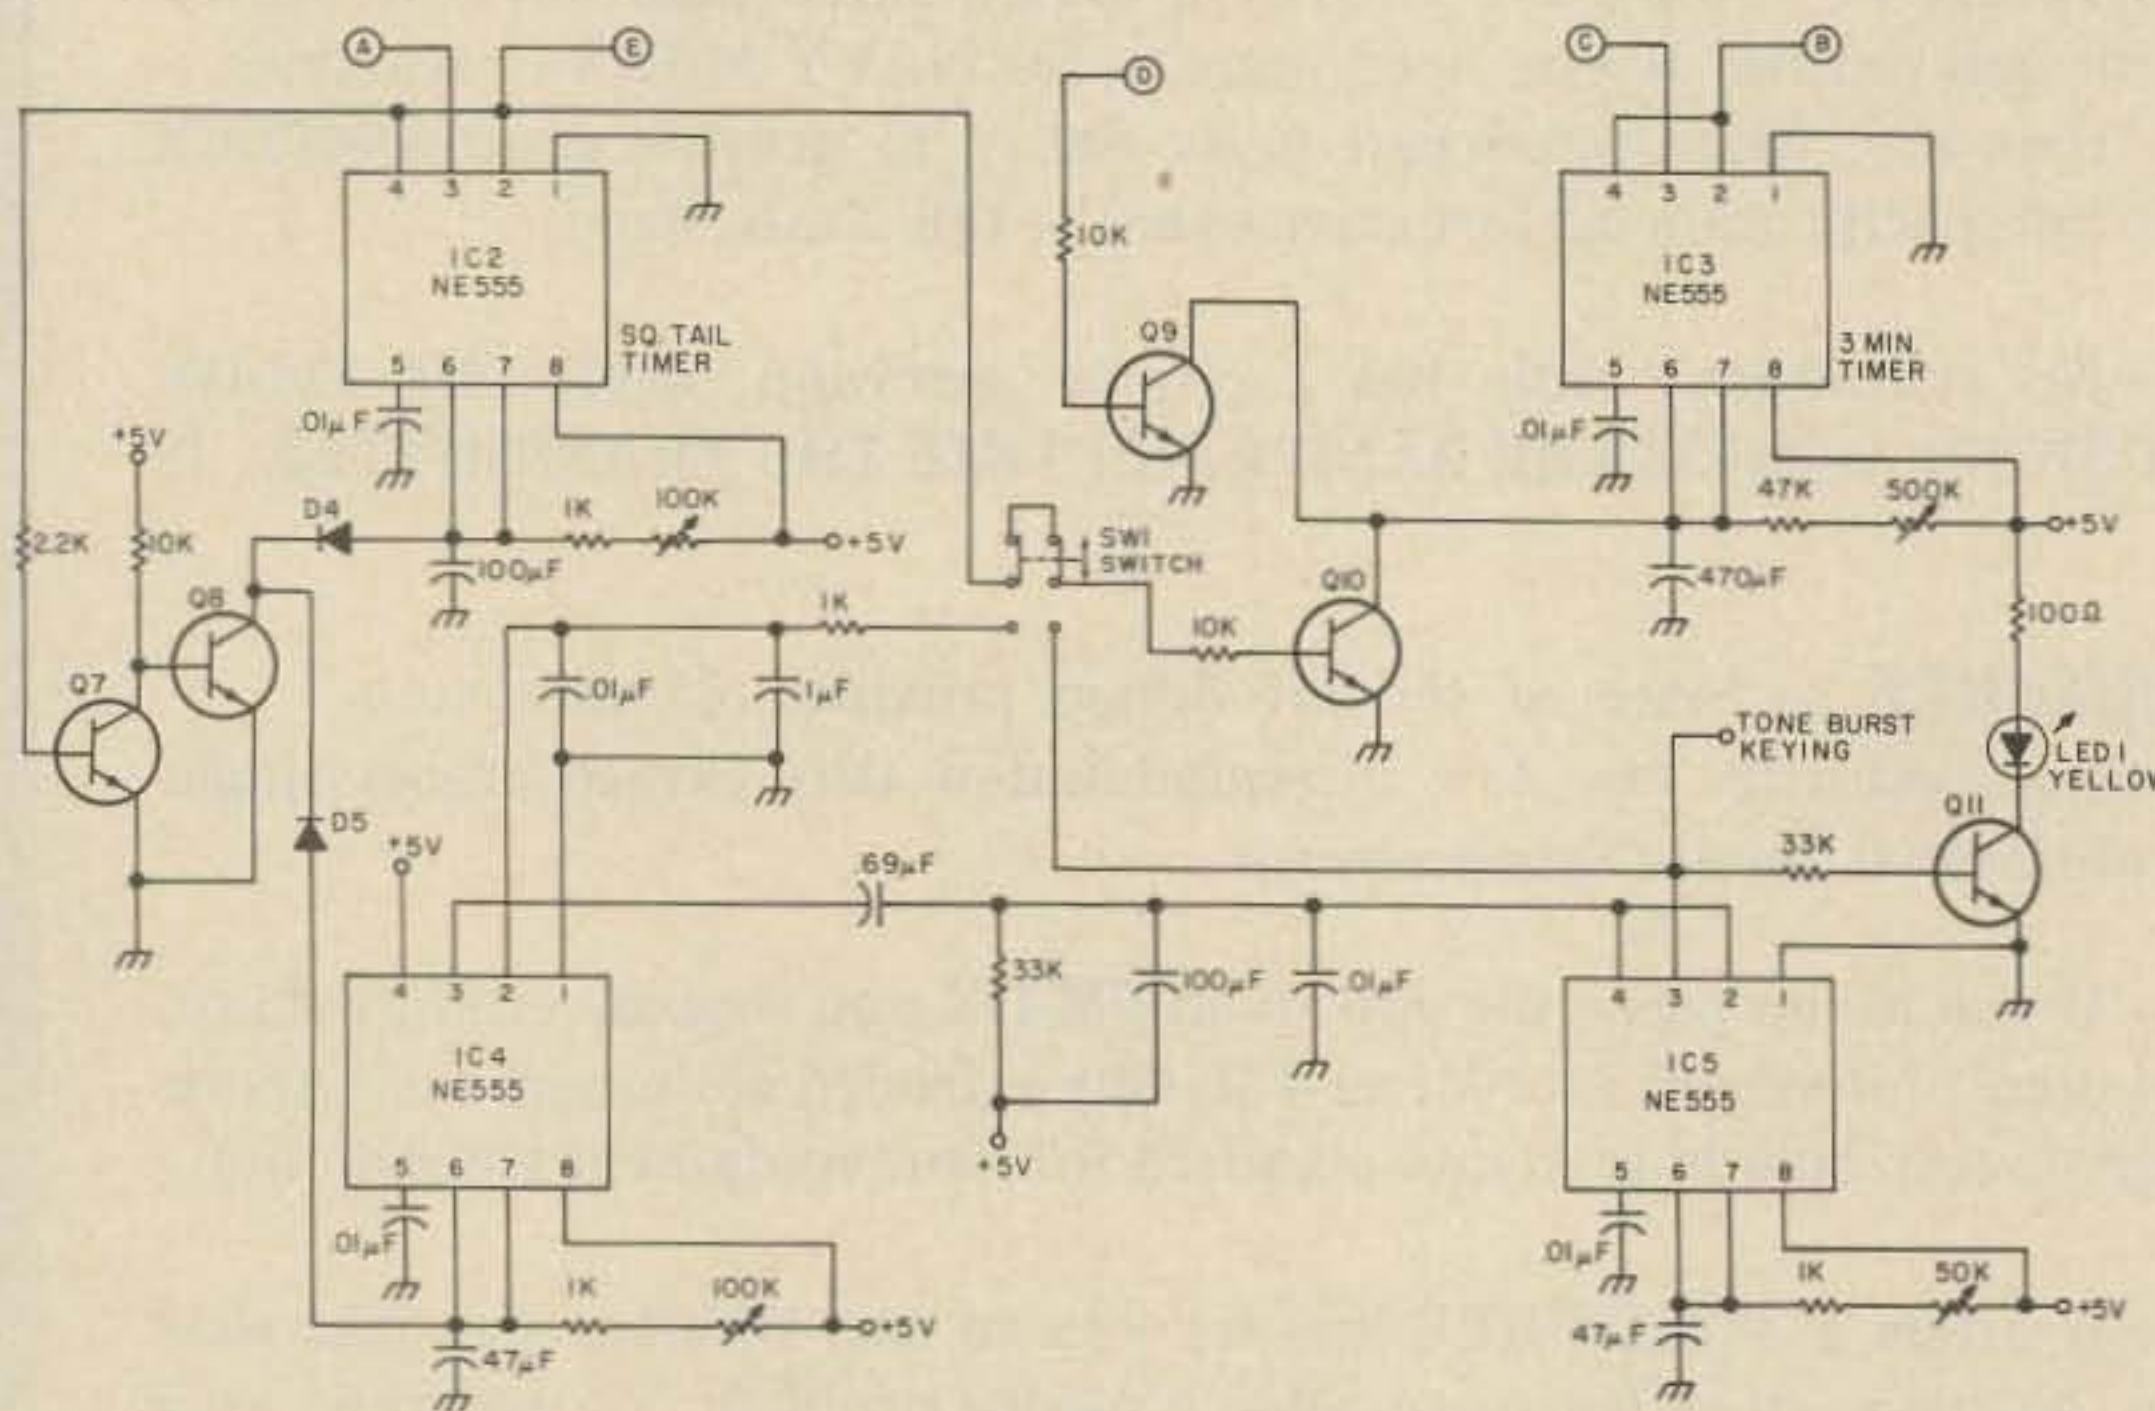 A
E
D
C
B
4 3 2 1
IC2
NE555
SQ. TAIL
TIMER
5 6 7 8
.01µF
+5V
D4
1K
100K
+5V
2.2K
10K
100µF
Q8
Q7
D5
10K
Q9
SW1
SWITCH
Q10
10K
1K
.01µF
1µF
4 3 2 1
IC3
NE555
3 MIN.
TIMER
5 6 7 8
.01µF
47K
500K
+5V
470µF
100Ω
TONE BURST
KEYING
LED1
YELLOW
Q11
33K
+5V
.69µF
4 3 2 1
IC4
NE555
5 6 7 8
.01µF
1K
100K
+5V
47µF
33K
100µF
.01µF
+5V
4 3 2 1
IC5
NE555
5 6 7 8
.01µF
1K
50K
+5V
47µF